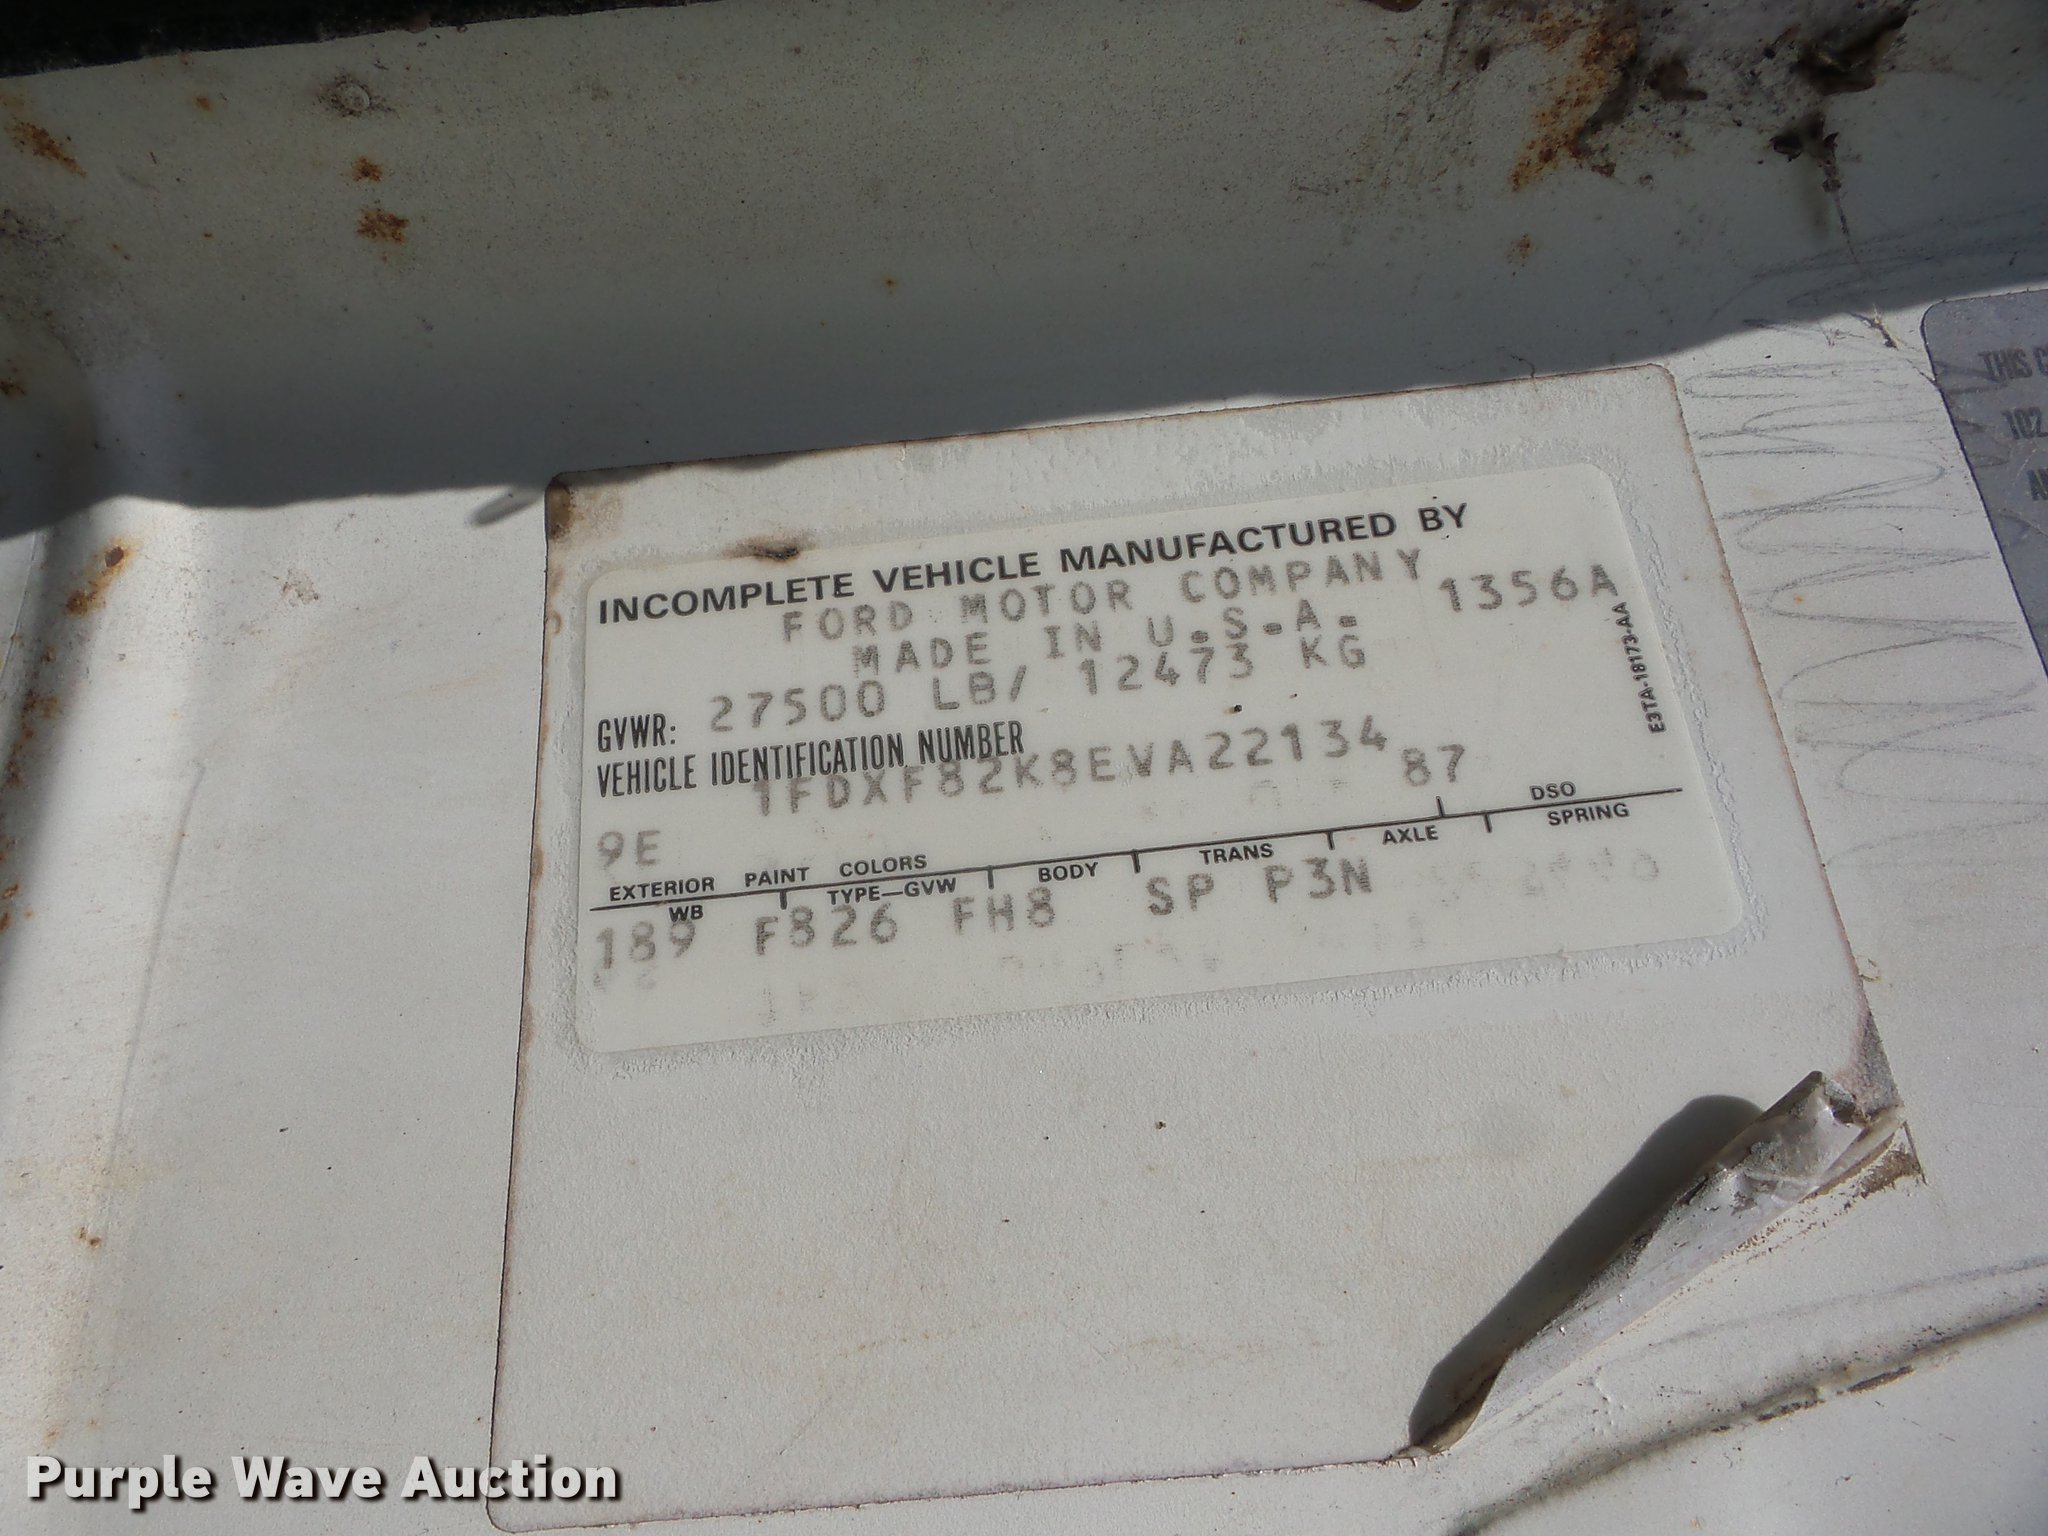 INCOMPLETE VEHICLE MANUFACTURED BY
FORD MOTOR COMPANY
MADE IN U.S.A. 1356A
GVWR: 27500 LB/ 12473 KG
VEHICLE IDENTIFICATION NUMBER
1FDXF82K8EVA22134 87
9E
EXTERIOR PAINT COLORS DSO
WB TYPE—GVW BODY TRANS AXLE SPRING
189 F826 FH8 SP P3N
E3TA-18173-AA
THIS
102
Purple Wave Auction